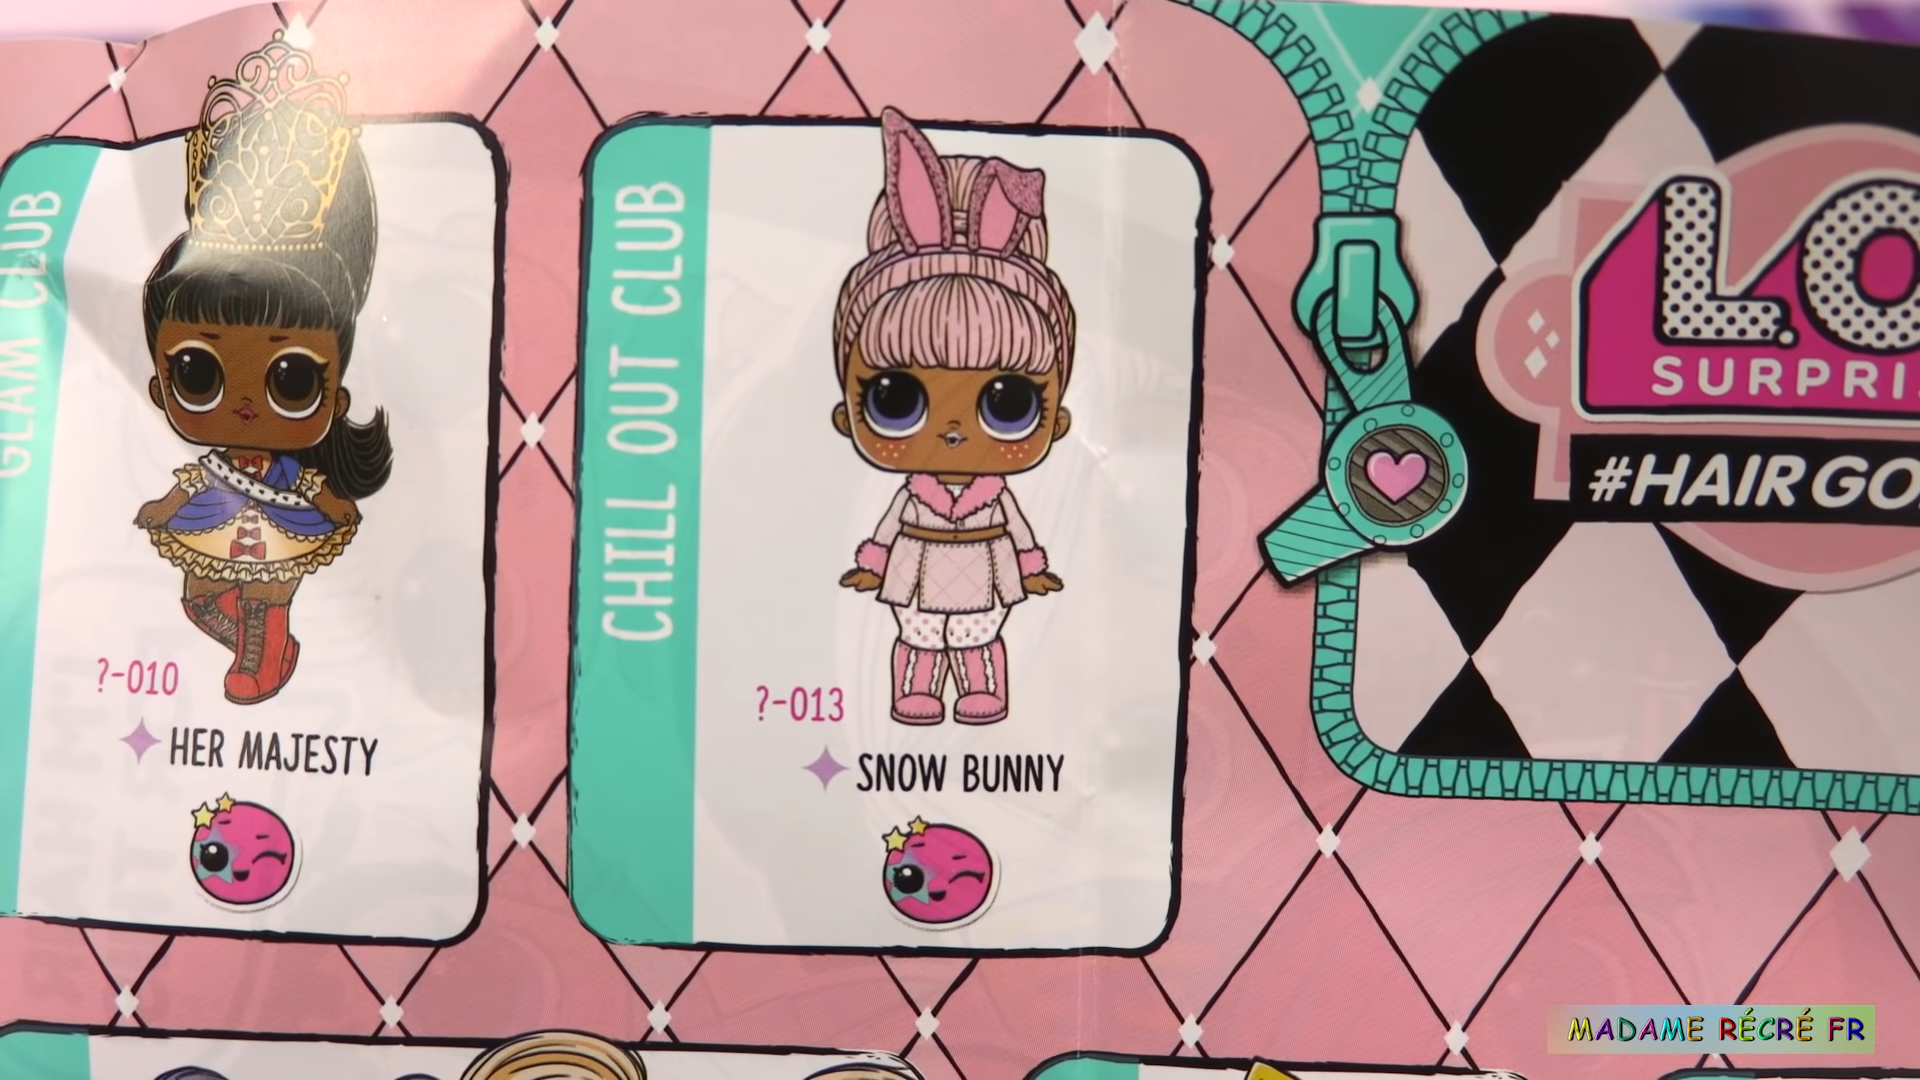 GLAM CLUB
?-010
HER MAJESTY
CHILL OUT CLUB
?-013
SNOW BUNNY
L.O
SURPRI
#HAIRGO
MADAME RÉCRÉ FR